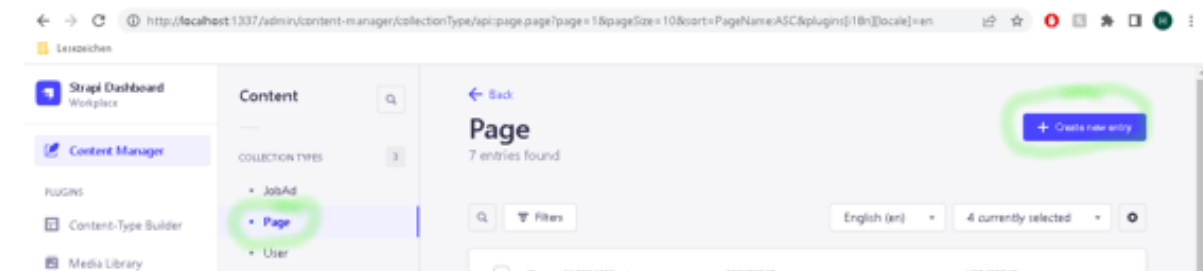 http://localhost:1337/admin/content-manager/collectionType/api::page.page?page=1&pageSize=10&sort=PageName:ASC&plugins[i18n][locale]=en
Lesezeichen
Strapi Dashboard
Workplace
Content Manager
PLUGINS
Content-Type Builder
Media Library
Content
COLLECTION TYPES 3
JobAd
Page
User
Back
Page
7 entries found
+ Create new entry
Filters
English (en)
4 currently selected